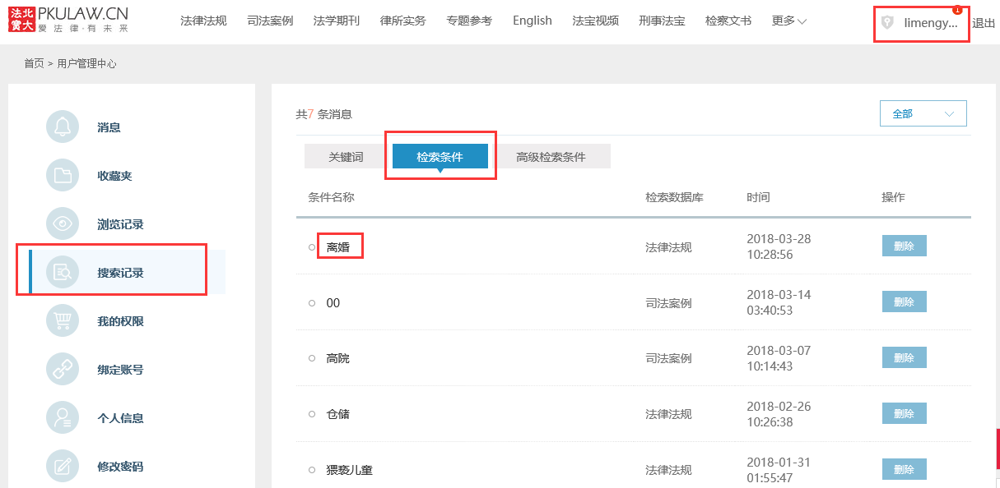 法北寶大
PKULAW.CN
爱法律·有未来
法律法规 司法案例 法学期刊 律所实务 专题参考 English 法宝视频 刑事法宝 检察文书 更多
1
limengy...
退出
首页 > 用户管理中心
消息
收藏夹
浏览记录
搜索记录
我的权限
绑定账号
个人信息
修改密码
共7 条消息
全部
关键词 检索条件 高级检索条件
条件名称 检索数据库 时间 操作
离婚 法律法规 2018-03-28
10:28:56 删除
00 司法案例 2018-03-14
03:40:53 删除
高院 司法案例 2018-03-07
10:14:43 删除
仓储 法律法规 2018-02-26
10:26:38 删除
猥亵儿童 法律法规 2018-01-31
01:55:47 删除